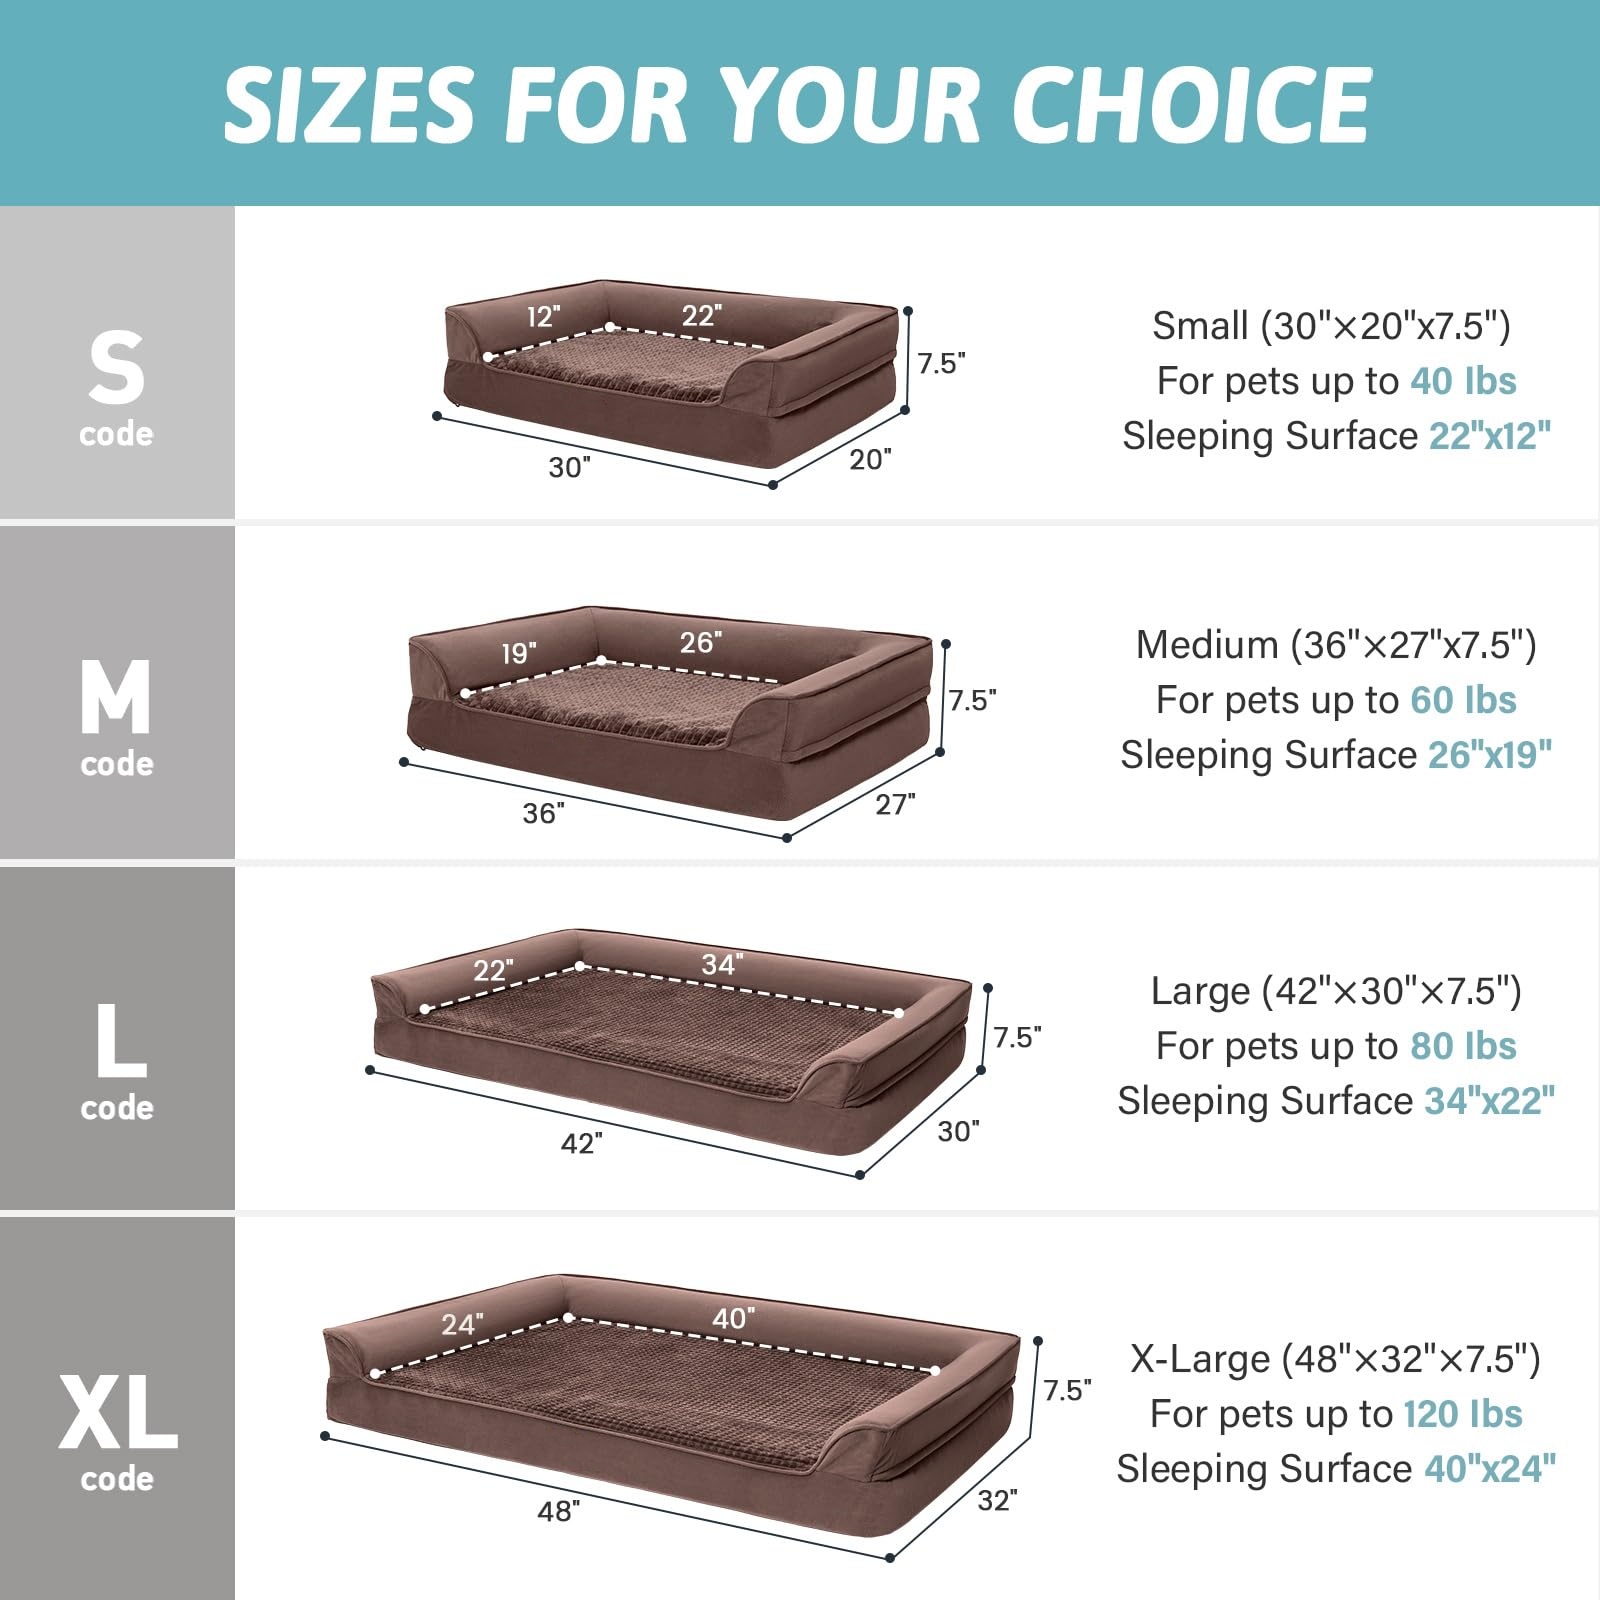 SIZES FOR YOUR CHOICE
S
code
12"
22"
7.5"
30"
20"
Small (30"×20"x7.5")
For pets up to 40 lbs
Sleeping Surface 22"x12"
M
code
19"
26"
7.5"
36"
27"
Medium (36"×27"x7.5")
For pets up to 60 lbs
Sleeping Surface 26"x19"
L
code
22"
34"
7.5"
42"
30"
Large (42"×30"×7.5")
For pets up to 80 lbs
Sleeping Surface 34"x22"
XL
code
24"
40"
7.5"
48"
32"
X-Large (48"×32"×7.5")
For pets up to 120 lbs
Sleeping Surface 40"x24"